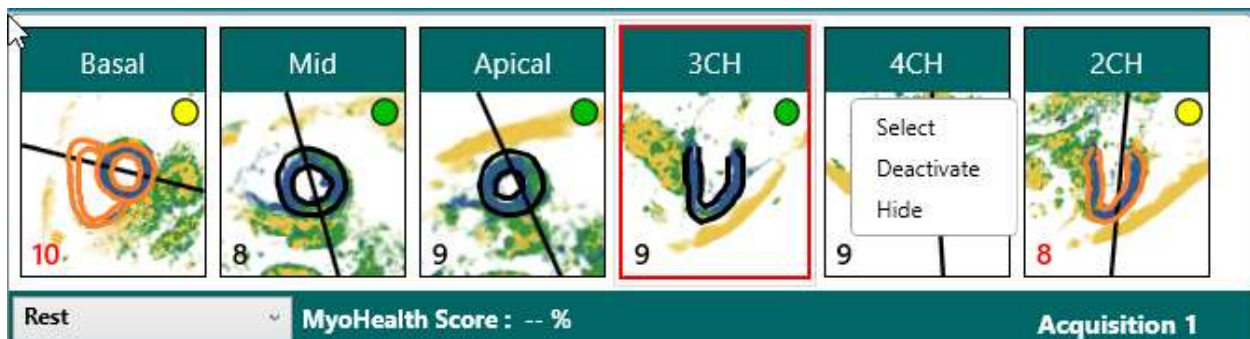 Basal
Mid
Apical
3CH
4CH
2CH
Select
Deactivate
Hide
10
8
9
9
9
8
Rest
MyoHealth Score : -- %
Acquisition 1